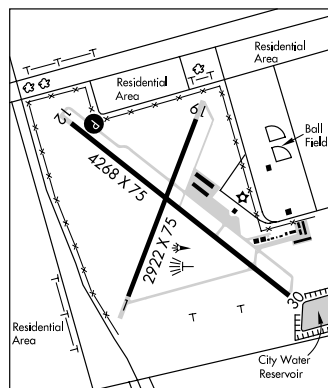 Residential
Area
Residential
Area
12
P
19
Ball
Field
4268 X 75
2922 X 75
1
30
Residential
Area
City Water
Reservoir